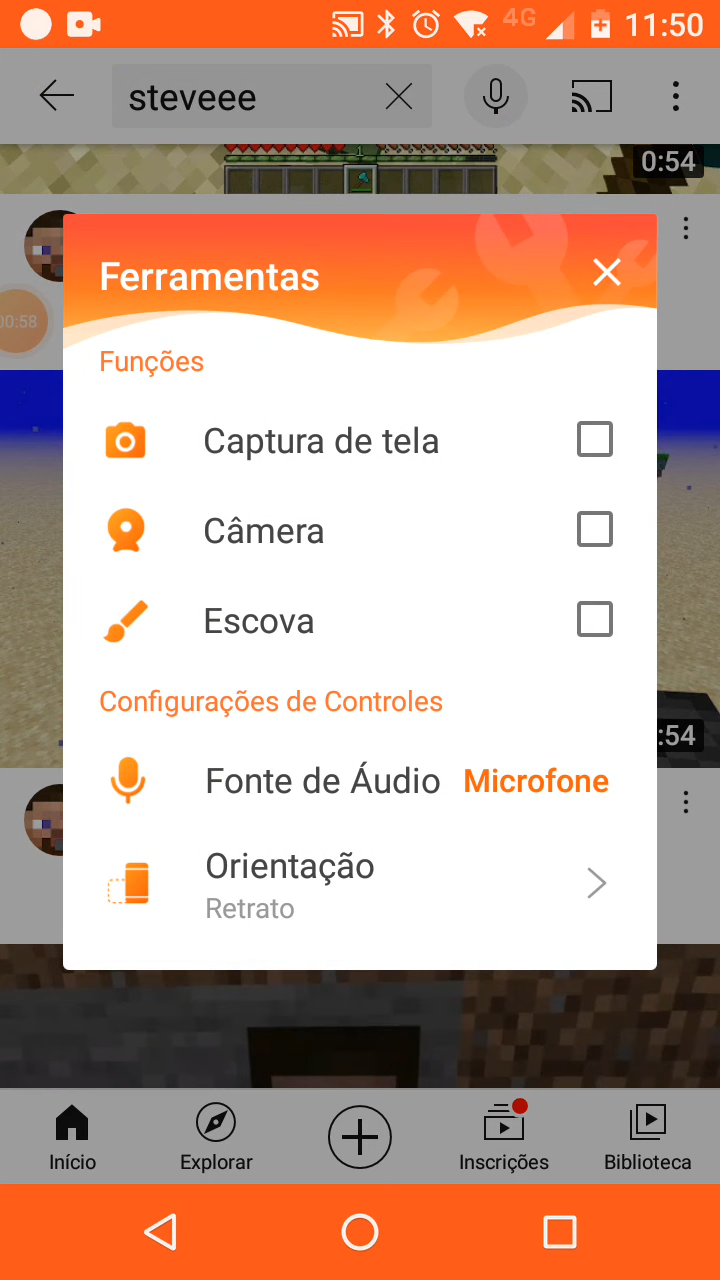 4G 11:50
steveee
1
0:54
Ferramentas
00:58
Funções
Captura de tela
Câmera
Escova
Configurações de Controles
:54
Fonte de Áudio Microfone
Orientação
Retrato
Início Explorar Inscrições Biblioteca